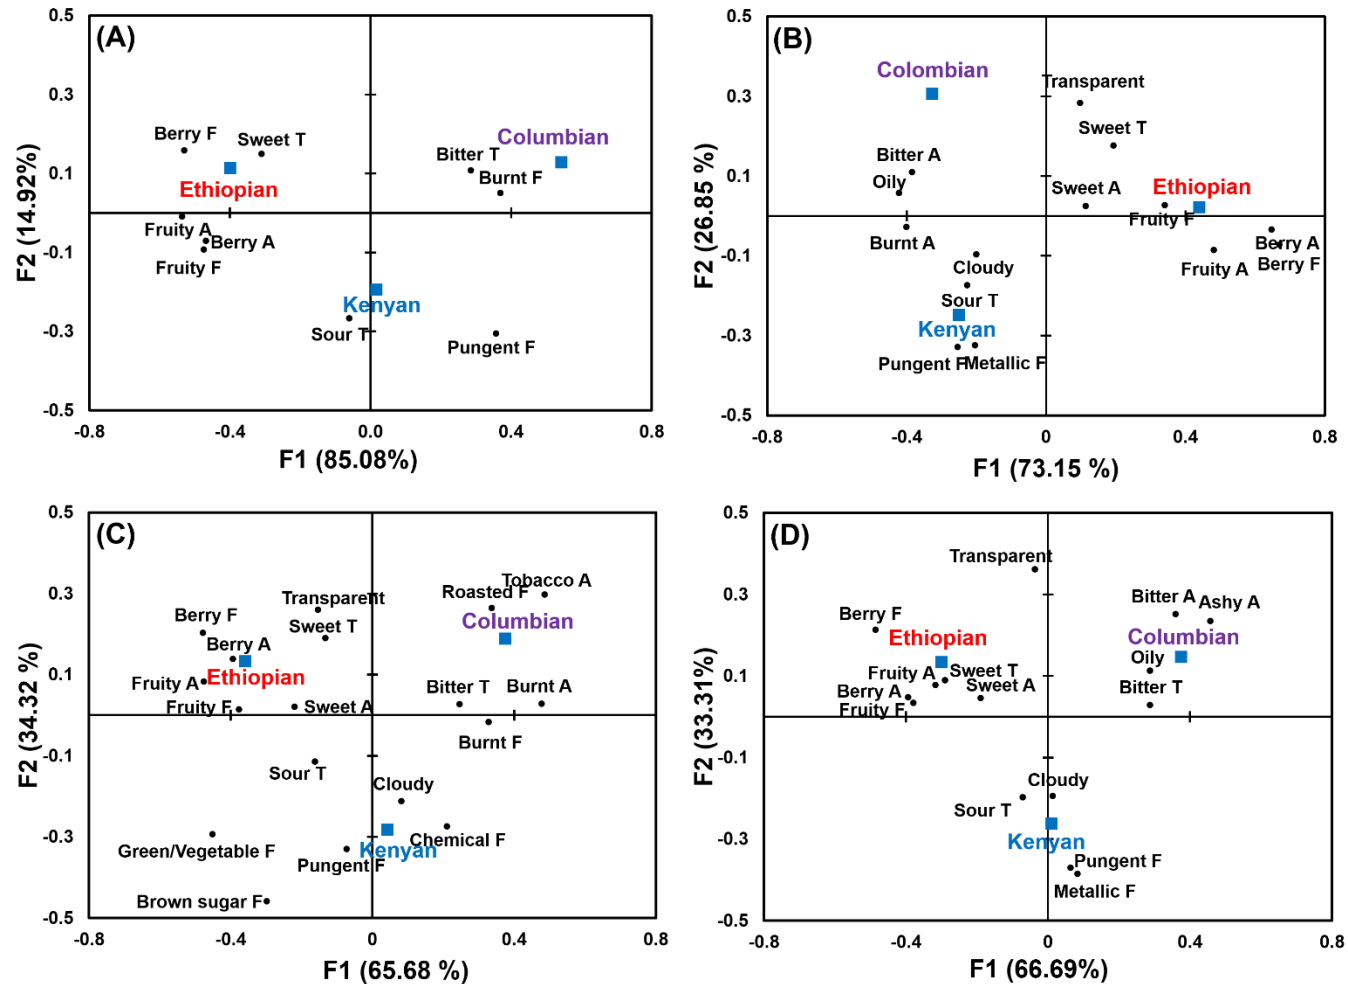 (A)
0.5
0.3
0.1
-0.1
-0.3
-0.5
F2 (14.92%)
Berry F
Sweet T
Ethiopian
Columbian
Bitter T
Burnt F
Fruity A
Berry A
Fruity F
Kenyan
Sour T
Pungent F
-0.8
-0.4
0.0
0.4
0.8
F1 (85.08%)
(B)
0.5
0.3
0.1
-0.1
-0.3
-0.5
F2 (26.85 %)
Colombian
Transparent
Sweet T
Bitter A
Oily
Sweet A
Ethiopian
Fruity F
Burnt A
Berry A
Berry F
Fruity A
Cloudy
Sour T
Kenyan
Pungent F
Metallic F
-0.8
-0.4
0
0.4
0.8
F1 (73.15 %)
(C)
0.5
0.3
0.1
-0.1
-0.3
-0.5
F2 (34.32 %)
Tobacco A
Roasted F
Transparent
Columbian
Berry F
Sweet T
Berry A
Ethiopian
Fruity A
Bitter T
Burnt A
Fruity F
Sweet A
Burnt F
Sour T
Cloudy
Chemical F
Green/Vegetable F
Kenyan
Pungent F
Brown sugar F
-0.8
-0.4
0
0.4
0.8
F1 (65.68 %)
(D)
0.5
0.3
0.1
-0.1
-0.3
-0.5
F2 (33.31%)
Transparent
Bitter A
Ashy A
Berry F
Ethiopian
Columbian
Oily
Fruity A
Sweet T
Sweet A
Bitter T
Berry A
Fruity F
Cloudy
Sour T
Kenyan
Pungent F
Metallic F
-0.8
-0.4
0
0.4
0.8
F1 (66.69%)